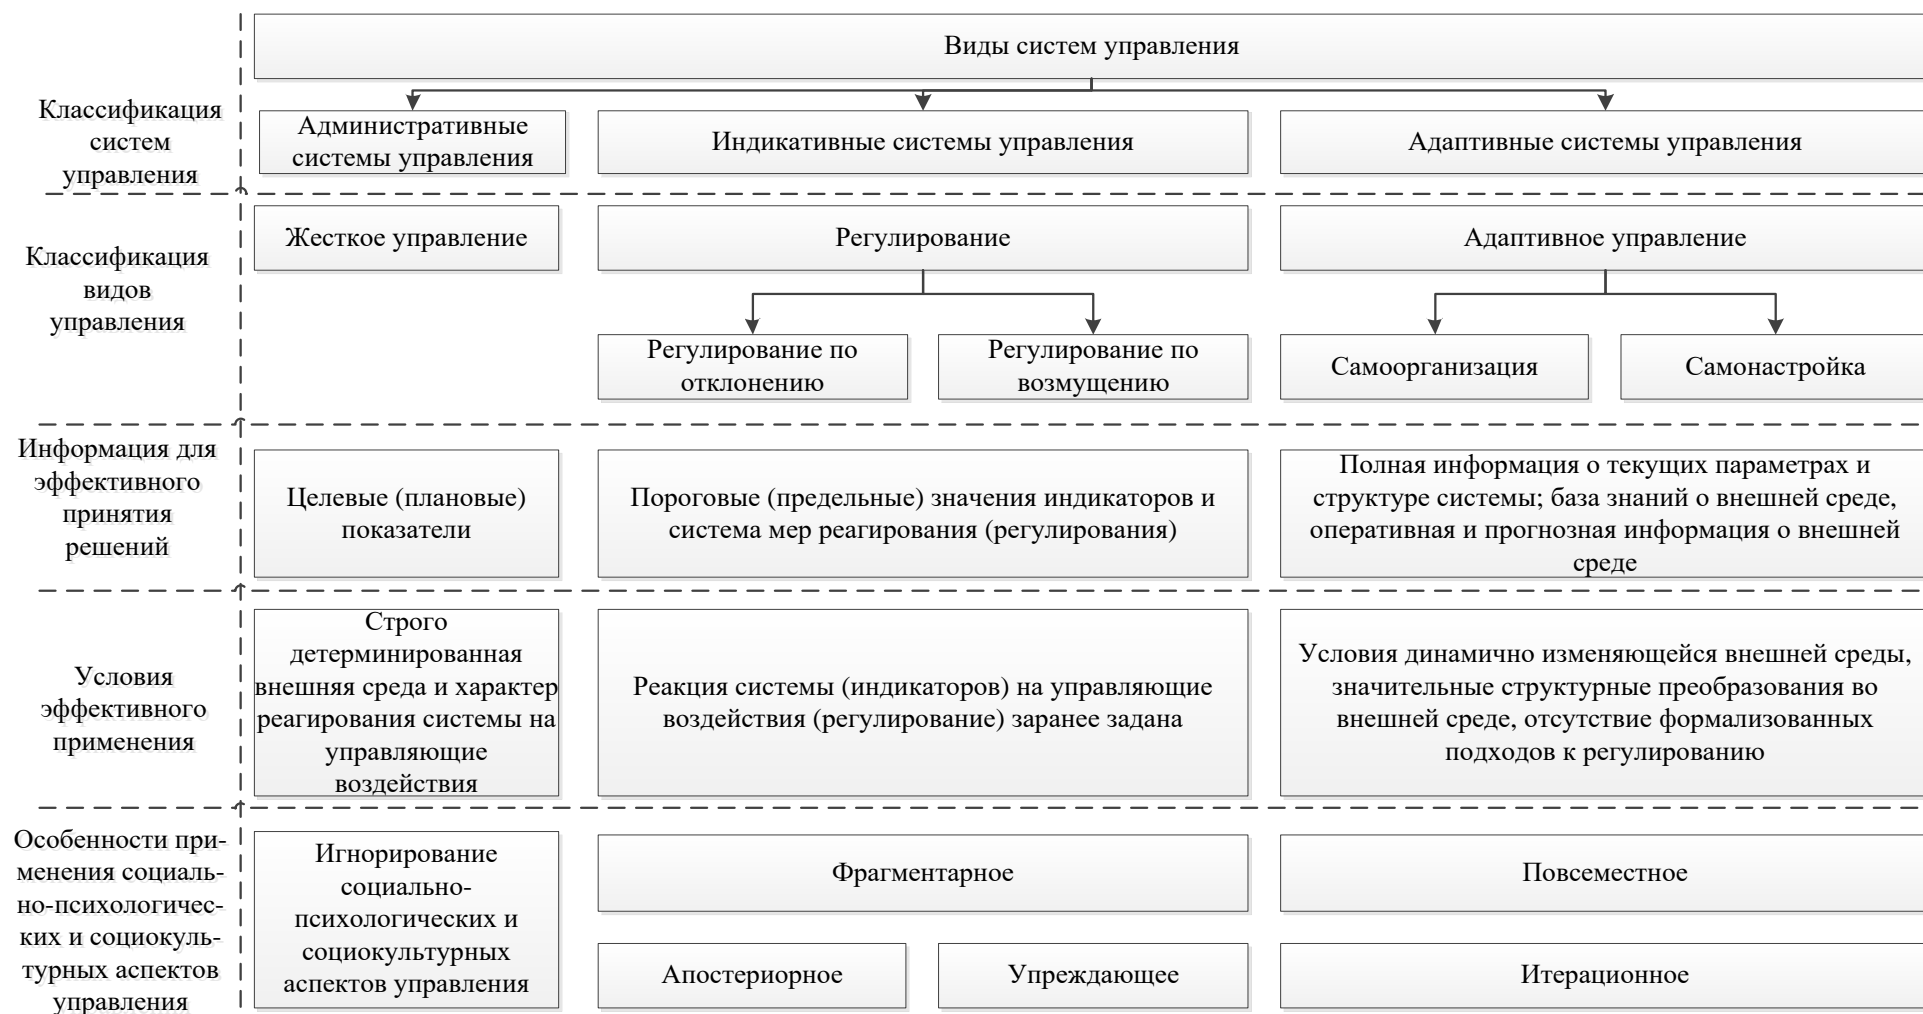 Виды систем управления
Классификация
систем
управления
Административные
системы управления
Индикативные системы управления
Адаптивные системы управления
Классификация
видов
управления
Жесткое управление
Регулирование
Адаптивное управление
Регулирование по
отклонению
Регулирование по
возмущению
Самоорганизация
Самонастройка
Информация для
эффективного
принятия
решений
Целевые (плановые)
показатели
Пороговые (предельные) значения индикаторов и
система мер реагирования (регулирования)
Полная информация о текущих параметрах и
структуре системы; база знаний о внешней среде,
оперативная и прогнозная информация о внешней
среде
Условия
эффективного
применения
Строго
детерминированная
внешняя среда и характер
реагирования системы на
управляющие
воздействия
Реакция системы (индикаторов) на управляющие
воздействия (регулирование) заранее задана
Условия динамично изменяющейся внешней среды,
значительные структурные преобразования во
внешней среде, отсутствие формализованных
подходов к регулированию
Особенности при-
менения социаль-
но-психологичес-
ких и социокуль-
турных аспектов
управления
Игнорирование
социально-
психологических и
социокультурных
аспектов управления
Фрагментарное
Повсеместное
Апостериорное
Упреждающее
Итерационное